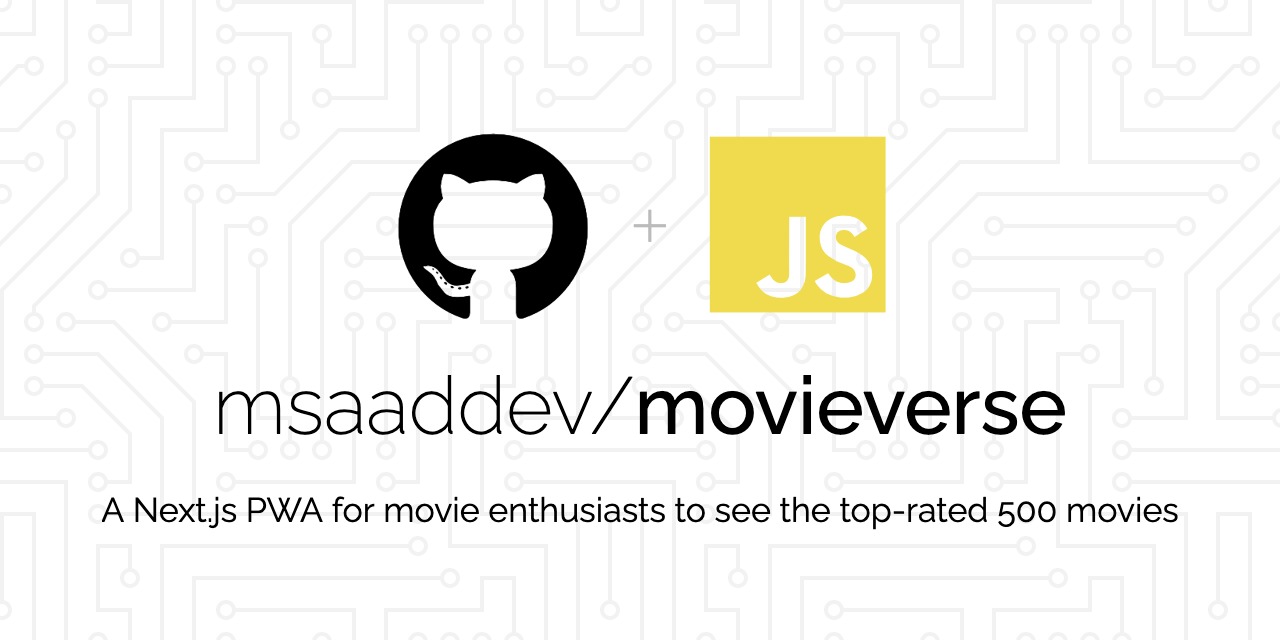 JS
msaaddev/movieverse
A Next.js PWA for movie enthusiasts to see the top-rated 500 movies